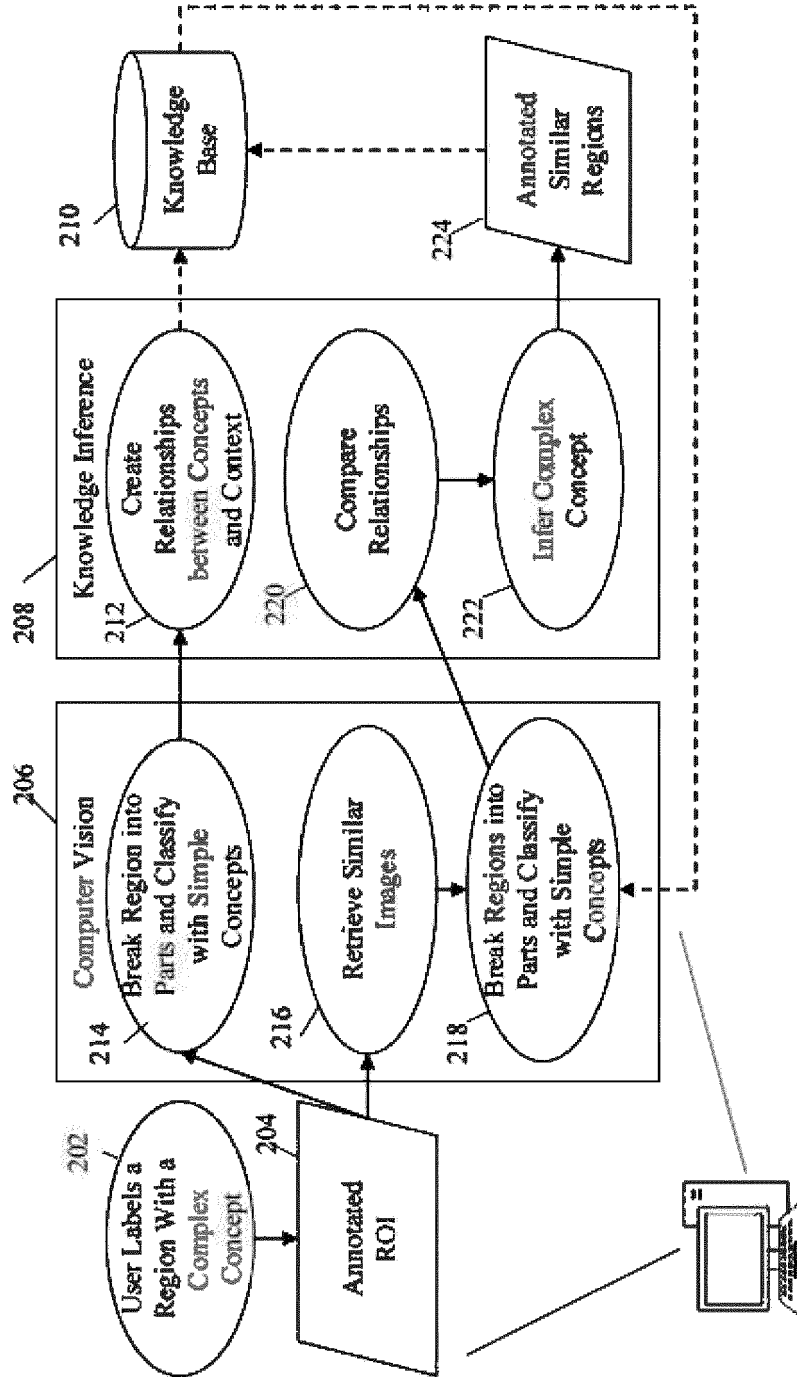 202
User Labels a
Region With a
Complex
Concept
204
Annotated
ROI
206
Computer Vision
Break Region into
Parts and Classify
with Simple
Concepts
214
Retrieve Similar
Images
216
Break Regions into
Parts and Classify
with Simple
Concepts
218
208
Knowledge Inference
Create
Relationships
between Concepts
and Context
212
Compare
Relationships
220
Infer Complex
Concept
222
210
Knowledge
Base
224
Annotated
Similar
Regions